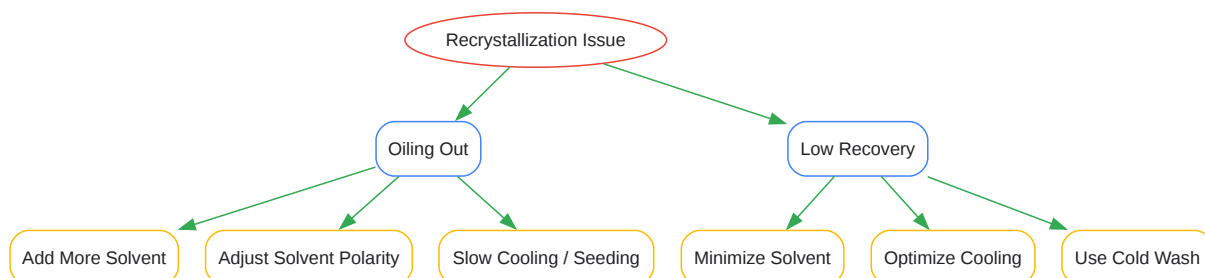 Recrystallization Issue
Oiling Out
Low Recovery
Add More Solvent
Adjust Solvent Polarity
Slow Cooling / Seeding
Minimize Solvent
Optimize Cooling
Use Cold Wash